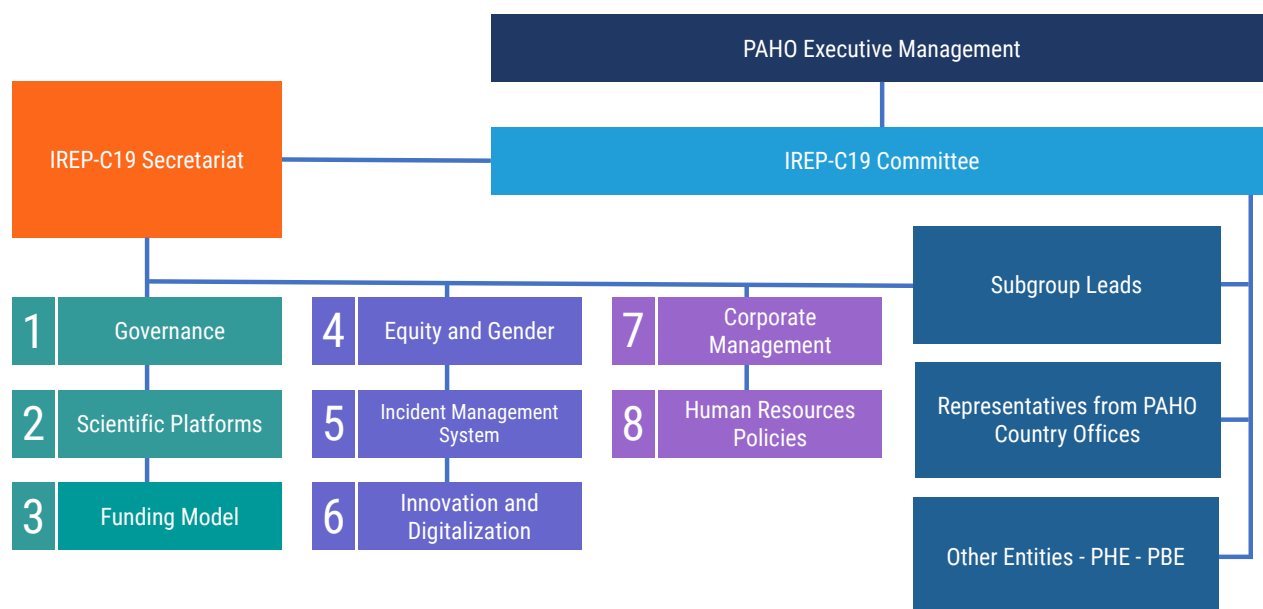 PAHO Executive Management
IREP-C19 Secretariat
IREP-C19 Committee
Subgroup Leads
1
Governance
4
Equity and Gender
7
Corporate
Management
2
Scientific Platforms
5
Incident Management
System
8
Human Resources
Policies
Representatives from PAHO
Country Offices
3
Funding Model
6
Innovation and
Digitalization
Other Entities - PHE - PBE